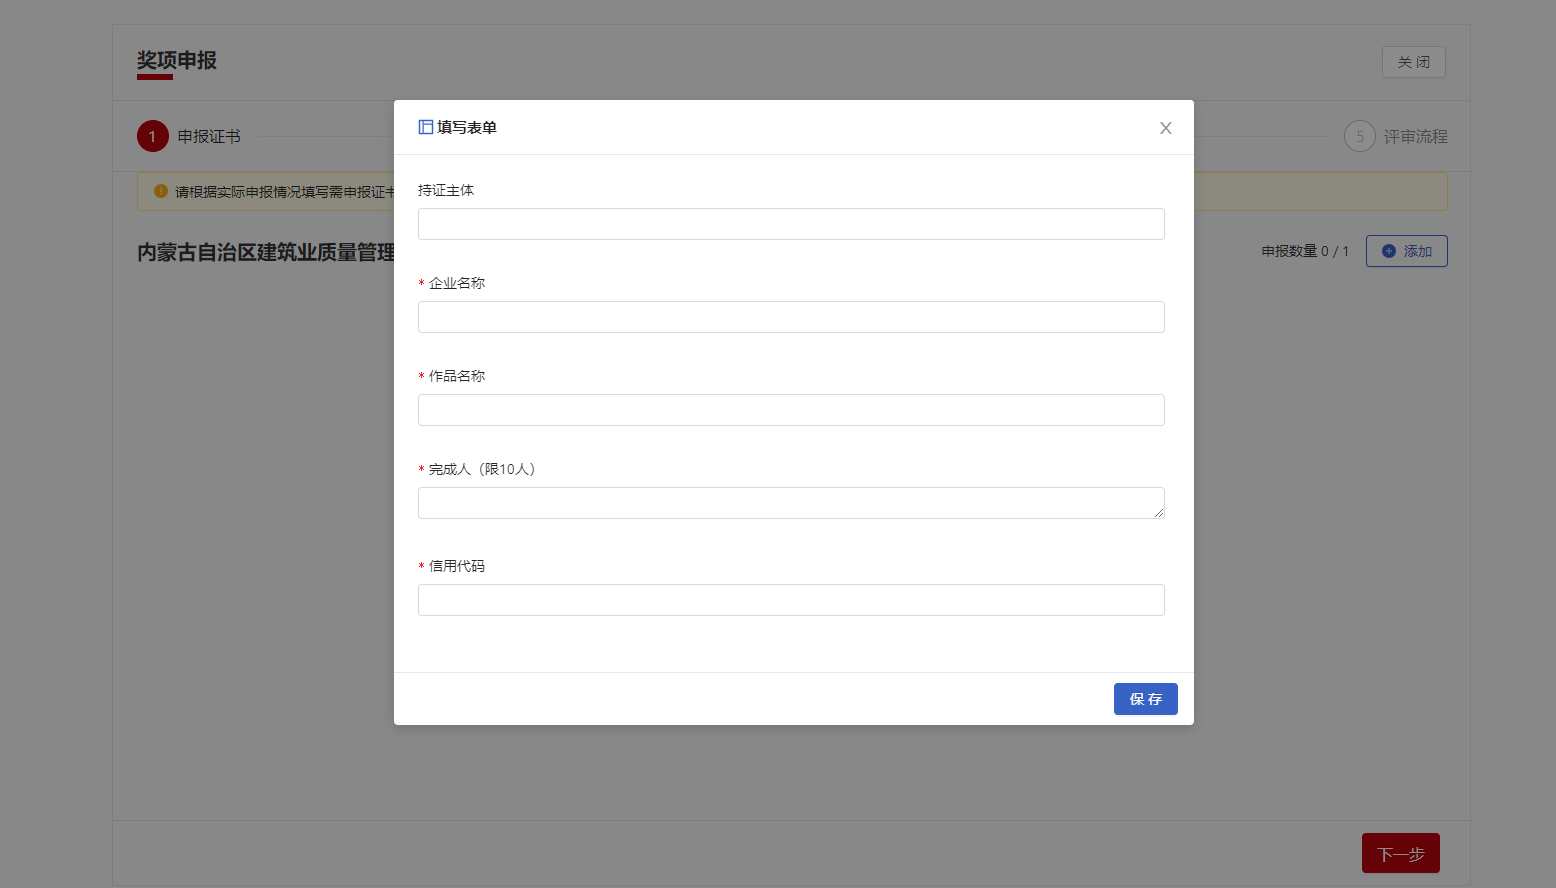 奖项申报
关 闭
填写表单
1 申报证书
5 评审流程
请根据实际申报情况填写需申报证书
持证主体
内蒙古自治区建筑业质量管理
申报数量 0 / 1
添加
* 企业名称
* 作品名称
* 完成人（限10人）
* 信用代码
保 存
下一步